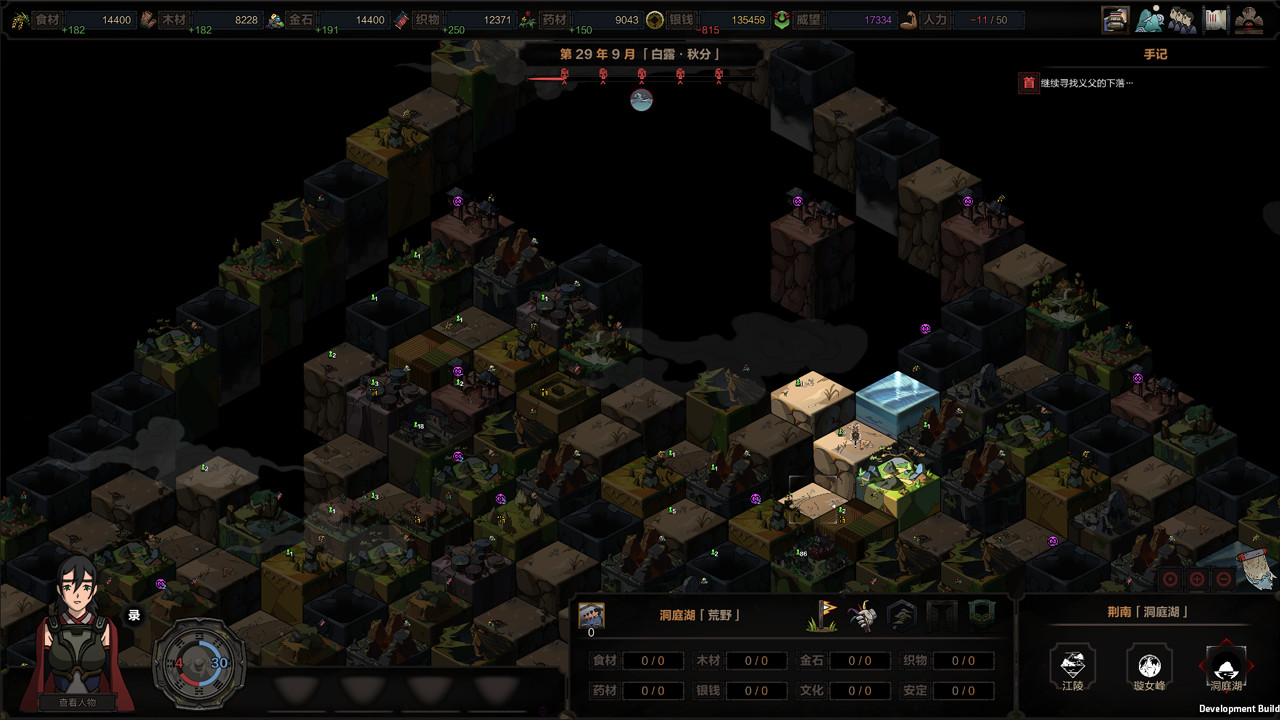 食材 14400 木材 8228 金石 14400 织物 12371 药材 9043 银钱 135459 威望 17334 人力 -11 / 50
+182 +182 +191 +250 +150 -815
第 29 年 9 月「白露·秋分」
手记
首 继续寻找义父的下落…
录
4 30
查看人物
0
洞庭湖「荒野」
食材 0 / 0 木材 0 / 0 金石 0 / 0 织物 0 / 0
药材 0 / 0 银钱 0 / 0 文化 0 / 0 安定 0 / 0
荆南「洞庭湖」
江陵 璇女峰 洞庭湖
Development Build